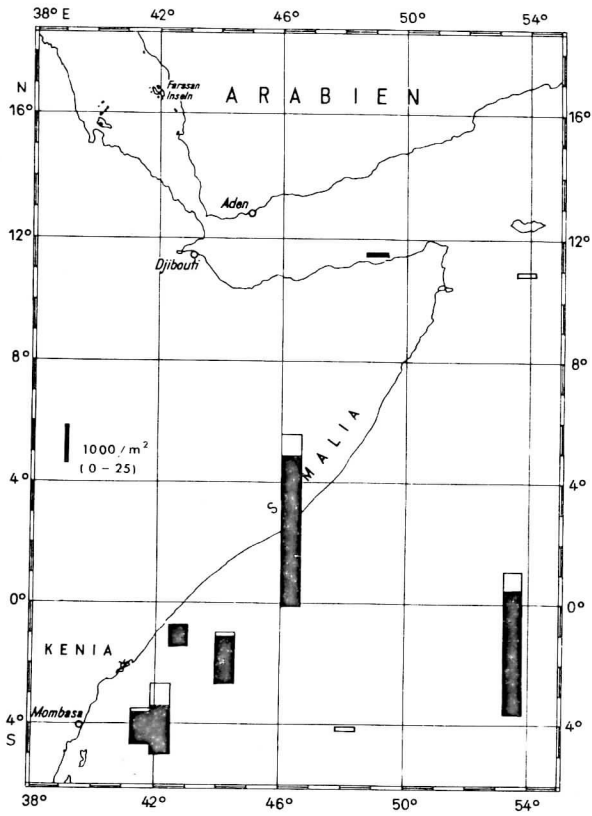 38° E 42° 46° 50° 54°
N
Farasan
Inseln
A R A B I E N
16° 16°
Aden
12° 12°
Djibouti
8° 8°
1000 / m²
( 0 – 25 )
S MALIA
4° 4°
0° 0°
KENIA
Mombasa
4° 4°
S
38° 42° 46° 50° 54°